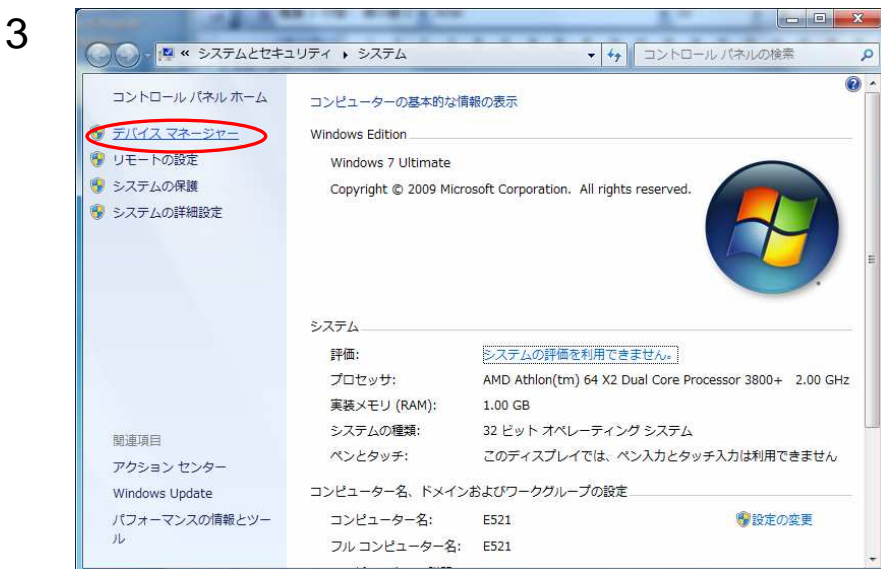 3
« システムとセキュリティ ▸ システム
コントロール パネルの検索
コントロール パネル ホーム
デバイス マネージャー
リモートの設定
システムの保護
システムの詳細設定
関連項目
アクション センター
Windows Update
パフォーマンスの情報とツー
ル
コンピューターの基本的な情報の表示
Windows Edition
Windows 7 Ultimate
Copyright © 2009 Microsoft Corporation. All rights reserved.
システム
評価: システムの評価を利用できません。
プロセッサ: AMD Athlon(tm) 64 X2 Dual Core Processor 3800+ 2.00 GHz
実装メモリ (RAM): 1.00 GB
システムの種類: 32 ビット オペレーティング システム
ペンとタッチ: このディスプレイでは、ペン入力とタッチ入力は利用できません
コンピューター名、ドメインおよびワークグループの設定
コンピューター名: E521 設定の変更
フル コンピューター名: E521